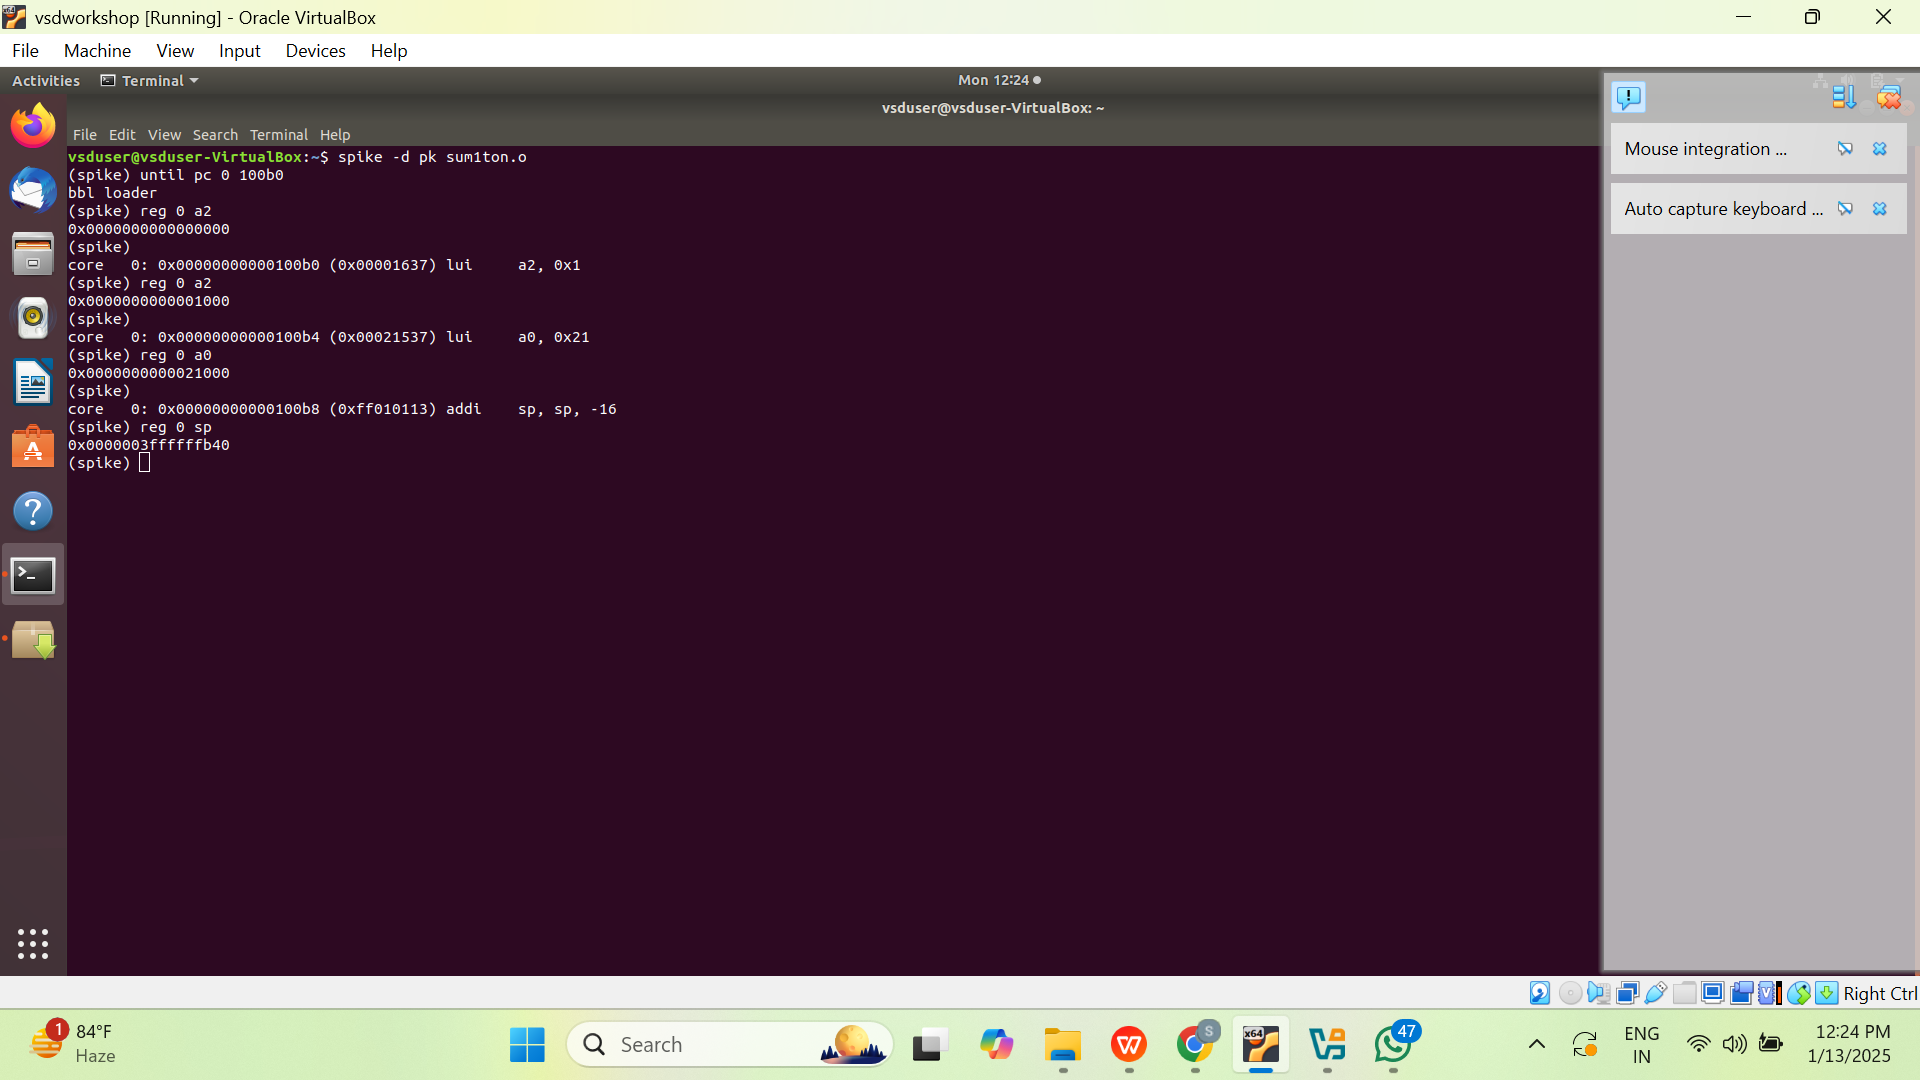 vsdworkshop [Running] - Oracle VirtualBox
File Machine View Input Devices Help
Activities Terminal Mon 12:24
vsduser@vsduser-VirtualBox: ~
File Edit View Search Terminal Help
vsduser@vsduser-VirtualBox:~$ spike -d pk sum1ton.o
(spike) until pc 0 100b0
bbl loader
(spike) reg 0 a2
0x0000000000000000
(spike)
core   0: 0x00000000000100b0 (0x00001637) lui     a2, 0x1
(spike) reg 0 a2
0x0000000000001000
(spike)
core   0: 0x00000000000100b4 (0x00021537) lui     a0, 0x21
(spike) reg 0 a0
0x0000000000021000
(spike)
core   0: 0x00000000000100b8 (0xff010113) addi    sp, sp, -16
(spike) reg 0 sp
0x0000003ffffffb40
(spike)
Mouse integration ...
Auto capture keyboard ...
Right Ctrl
1
84°F
Haze
Search
x64
S
47
ENG
IN
12:24 PM
1/13/2025